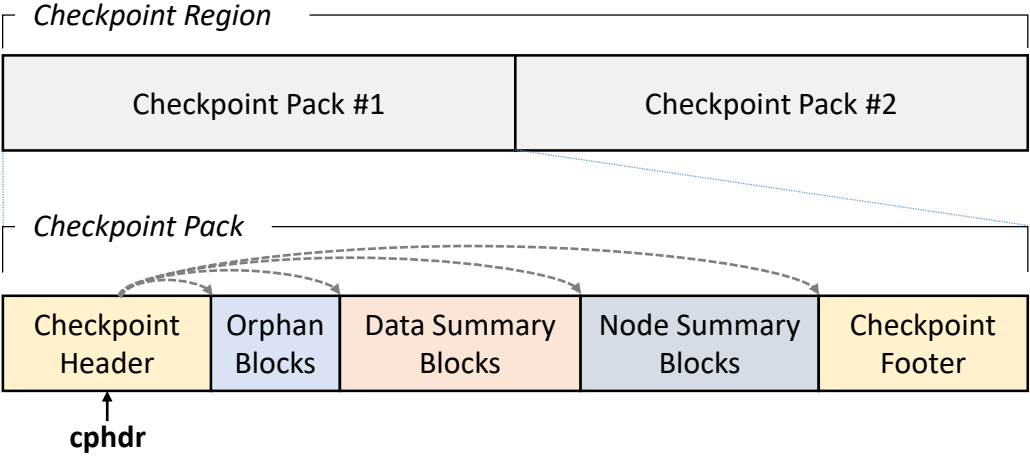 Checkpoint Region
Checkpoint Pack #1
Checkpoint Pack #2
Checkpoint Pack
Checkpoint
Header
Orphan
Blocks
Data Summary
Blocks
Node Summary
Blocks
Checkpoint
Footer
cphdr